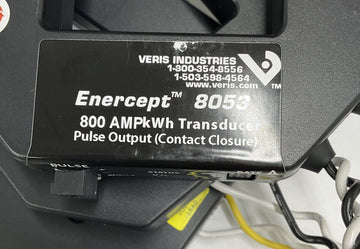 VERIS INDUSTRIES
1-800-354-8556
1-503-598-4564
www.veris.com
TM
Enercept™ 8053
800 AMPkWh Transducer
Pulse Output (Contact Closure)
PULSE
STATUS